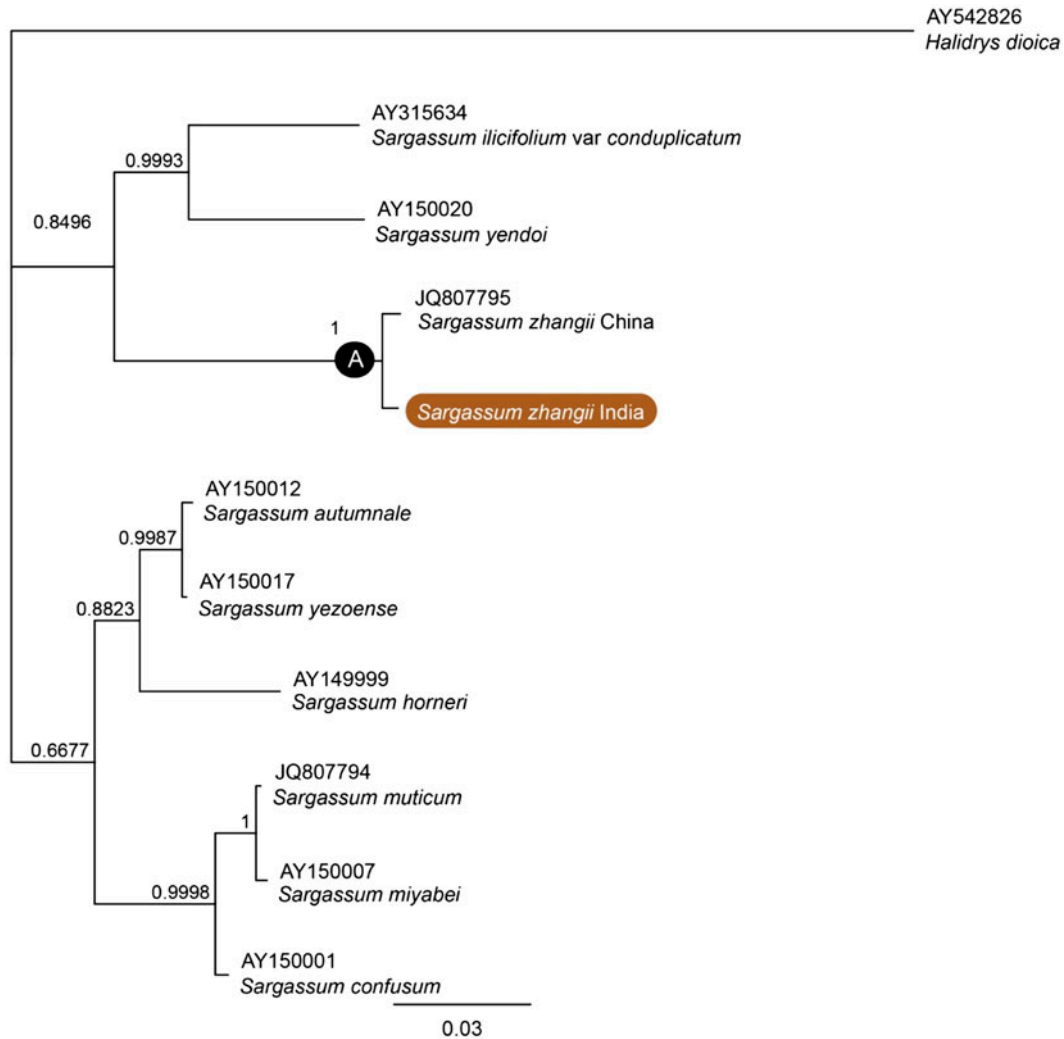 AY542826
Halidrys dioica
AY315634
Sargassum ilicifolium var conduplicatum
0.9993
AY150020
Sargassum yendoi
0.8496
JQ807795
Sargassum zhangii China
1
A
Sargassum zhangii India
AY150012
Sargassum autumnale
0.9987
AY150017
Sargassum yezoense
0.8823
AY149999
Sargassum horneri
0.6677
JQ807794
Sargassum muticum
1
AY150007
Sargassum miyabei
0.9998
AY150001
Sargassum confusum
0.03